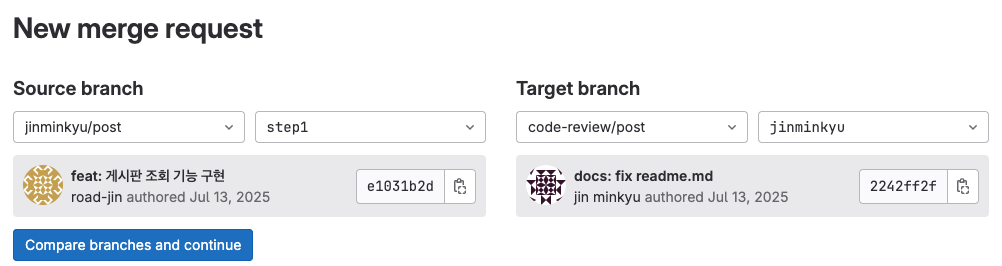 New merge request
Source branch
jinminkyu/post
step1
feat: 게시판 조회 기능 구현
road-jin authored Jul 13, 2025
e1031b2d
Target branch
code-review/post
jinminkyu
docs: fix readme.md
jin minkyu authored Jul 13, 2025
2242ff2f
Compare branches and continue